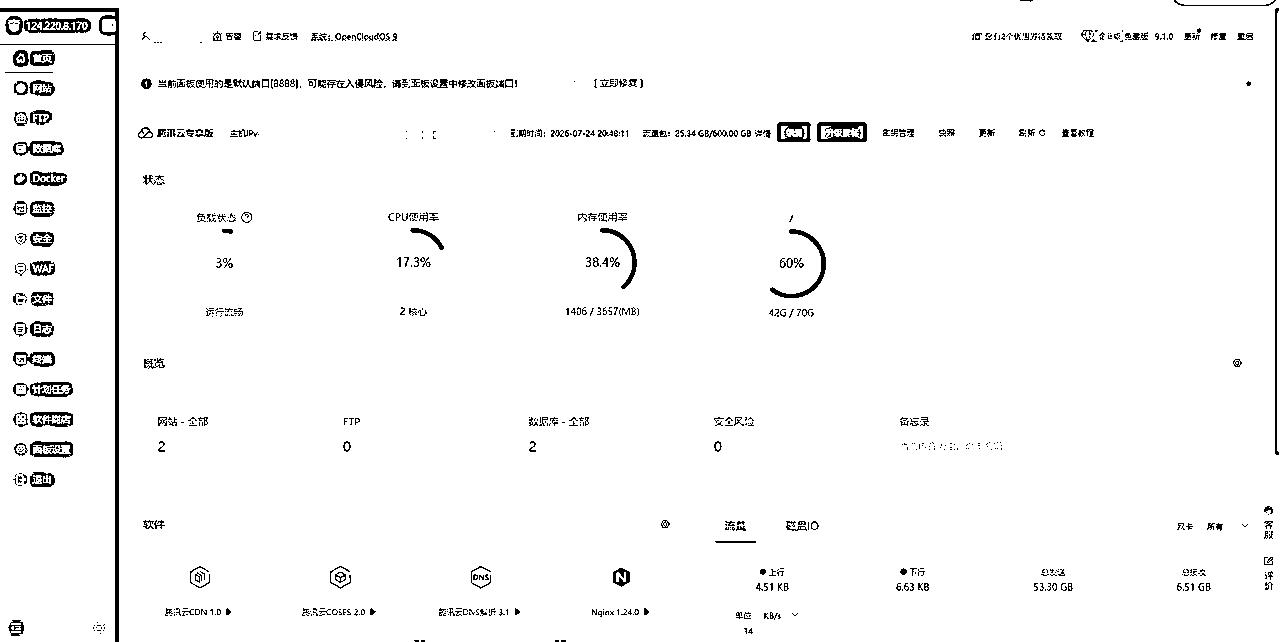 124.220.8.170
告警 需求反馈 系统: OpenCloudOS 9
免费版 9.1.0 更新 修复 重启
当前面板使用的是默认端口[8888]，可能存在入侵风险，请到面板设置中修改面板端口! [立即修复]
腾讯云专享版 主机IPv
到期时间: 2026-07-24 20:48:11 流量包: 25.34 GB/600.00 GB 详情 密钥管理 快照 更新 刷新 查看教程
首页
网站
FTP
数据库
Docker
监控
安全
WAF
文件
日志
终端
计划任务
软件商店
面板设置
退出
状态
负载状态 CPU使用率 内存使用率 /
3% 17.3% 38.4% 60%
运行流畅 2 核心 1406 / 3657(MB) 42G / 70G
概览
网站 - 全部 FTP 数据库 - 全部 安全风险 备忘录
2 0 2 0
软件
流量 磁盘IO
网卡 所有
DNS
上行 下行 总发送 总接收
4.51 KB 6.63 KB 53.30 GB 6.51 GB
腾讯云CDN 1.0 腾讯云COSFS 2.0 腾讯云DNS解析 3.1 Nginx 1.24.0
单位 KB/s
14
客服
评价